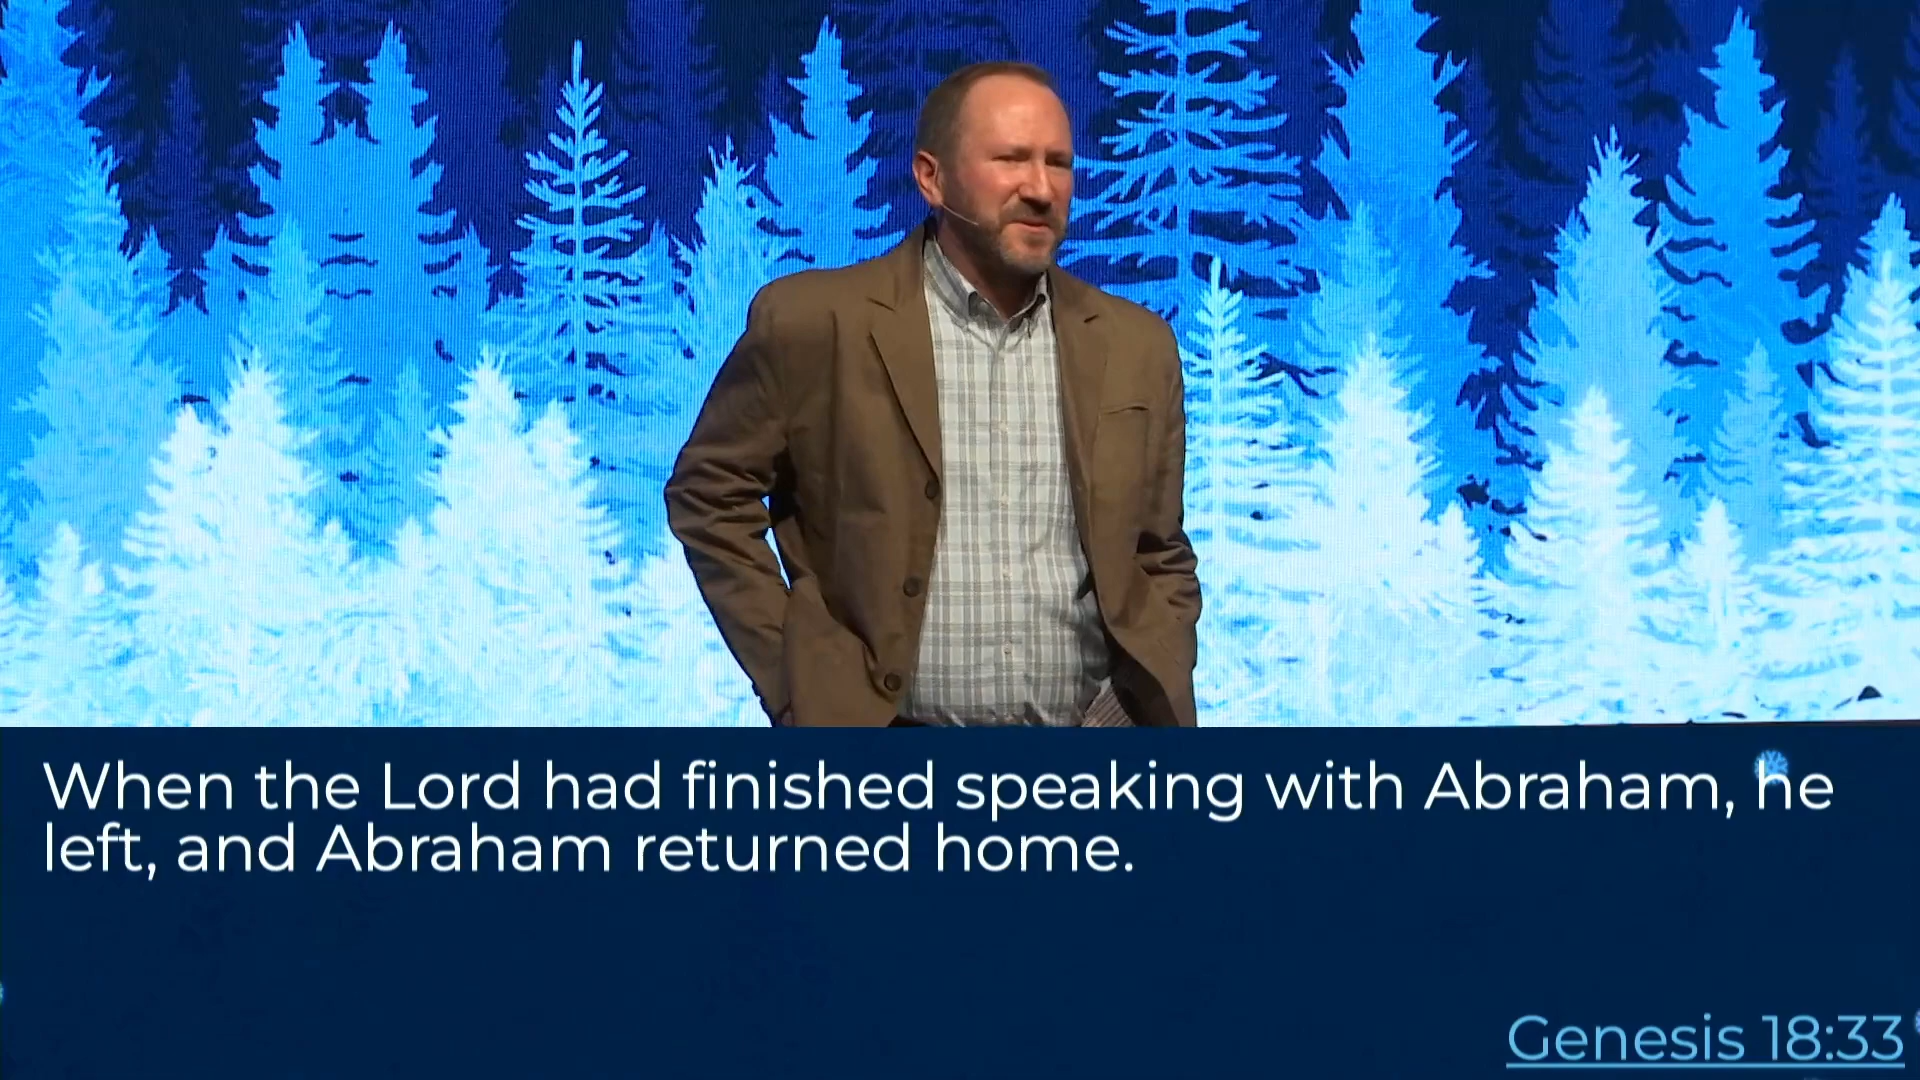 When the Lord had finished speaking with Abraham, he
left, and Abraham returned home.
Genesis 18:33